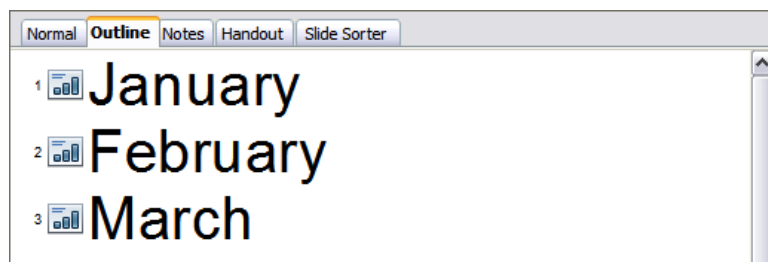 Normal Outline Notes Handout Slide Sorter
1 January
2 February
3 March